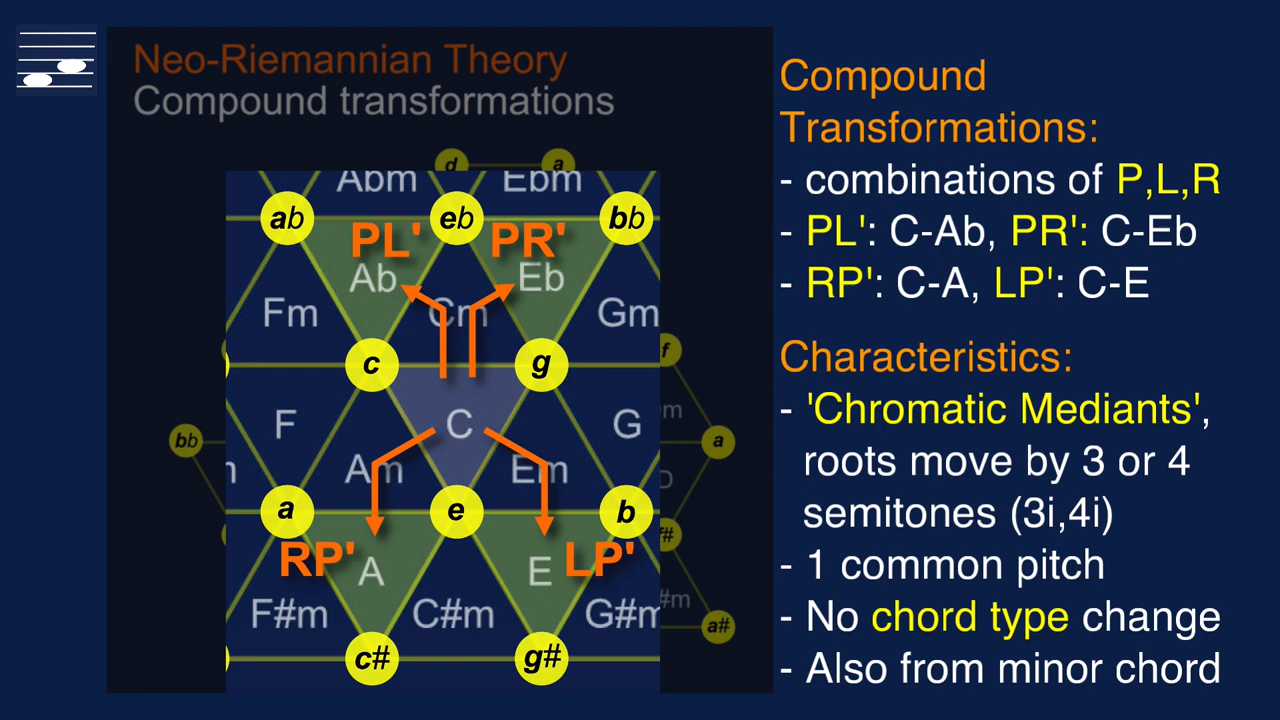 Neo-Riemannian Theory
Compound transformations
d a
Abm Ebm
ab eb bb
PL' PR'
Ab Eb
Fm Cm Gm
c g f
F C G
bb a
Am Em
a e b f#
RP' A E LP'
F#m C#m G#m
c# g# a#
Compound
Transformations:
- combinations of P,L,R
- PL': C-Ab, PR': C-Eb
- RP': C-A, LP': C-E
Characteristics:
- 'Chromatic Mediants',
roots move by 3 or 4
semitones (3i,4i)
- 1 common pitch
- No chord type change
- Also from minor chord